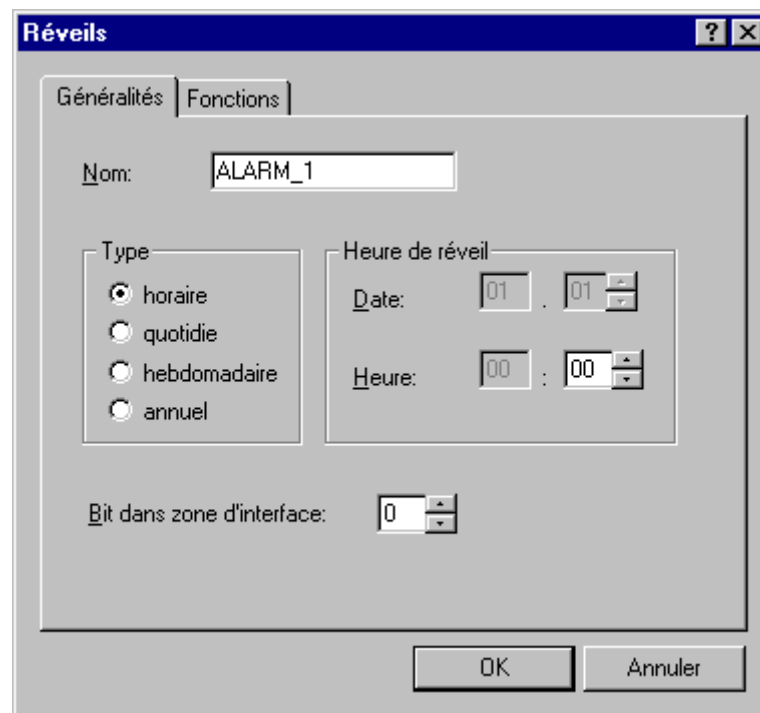 Réveils
Généralités Fonctions
Nom: ALARM_1
Type
horaire
quotidie
hebdomadaire
annuel
Heure de réveil
Date: 01 . 01
Heure: 00 : 00
Bit dans zone d'interface: 0
OK Annuler